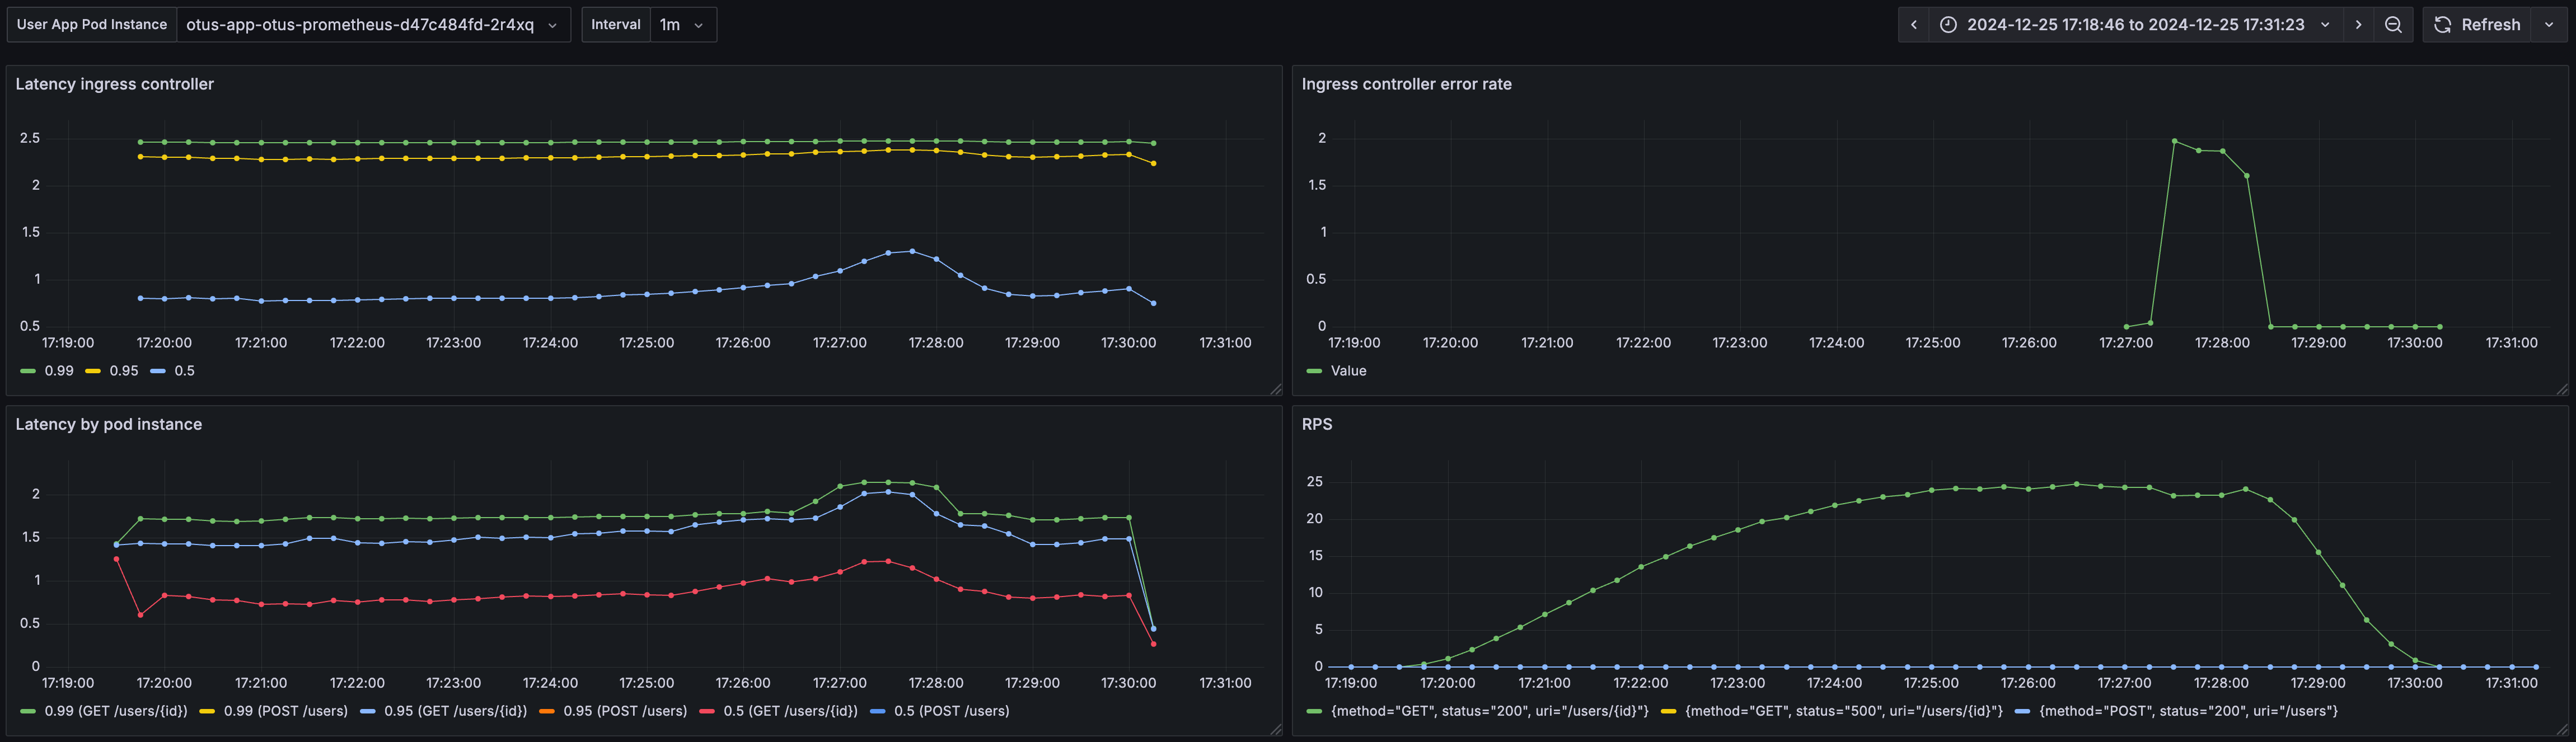 User App Pod Instance otus-app-otus-prometheus-d47c484fd-2r4xq Interval 1m 2024-12-25 17:18:46 to 2024-12-25 17:31:23 Refresh
Latency ingress controller
2.5
2
1.5
1
0.5
17:19:00 17:20:00 17:21:00 17:22:00 17:23:00 17:24:00 17:25:00 17:26:00 17:27:00 17:28:00 17:29:00 17:30:00 17:31:00
0.99 0.95 0.5
Ingress controller error rate
2
1.5
1
0.5
0
17:19:00 17:20:00 17:21:00 17:22:00 17:23:00 17:24:00 17:25:00 17:26:00 17:27:00 17:28:00 17:29:00 17:30:00 17:31:00
Value
Latency by pod instance
2
1.5
1
0.5
0
17:19:00 17:20:00 17:21:00 17:22:00 17:23:00 17:24:00 17:25:00 17:26:00 17:27:00 17:28:00 17:29:00 17:30:00 17:31:00
0.99 (GET /users/{id}) 0.99 (POST /users) 0.95 (GET /users/{id}) 0.95 (POST /users) 0.5 (GET /users/{id}) 0.5 (POST /users)
RPS
25
20
15
10
5
0
17:19:00 17:20:00 17:21:00 17:22:00 17:23:00 17:24:00 17:25:00 17:26:00 17:27:00 17:28:00 17:29:00 17:30:00 17:31:00
{method="GET", status="200", uri="/users/{id}"} {method="GET", status="500", uri="/users/{id}"} {method="POST", status="200", uri="/users"}